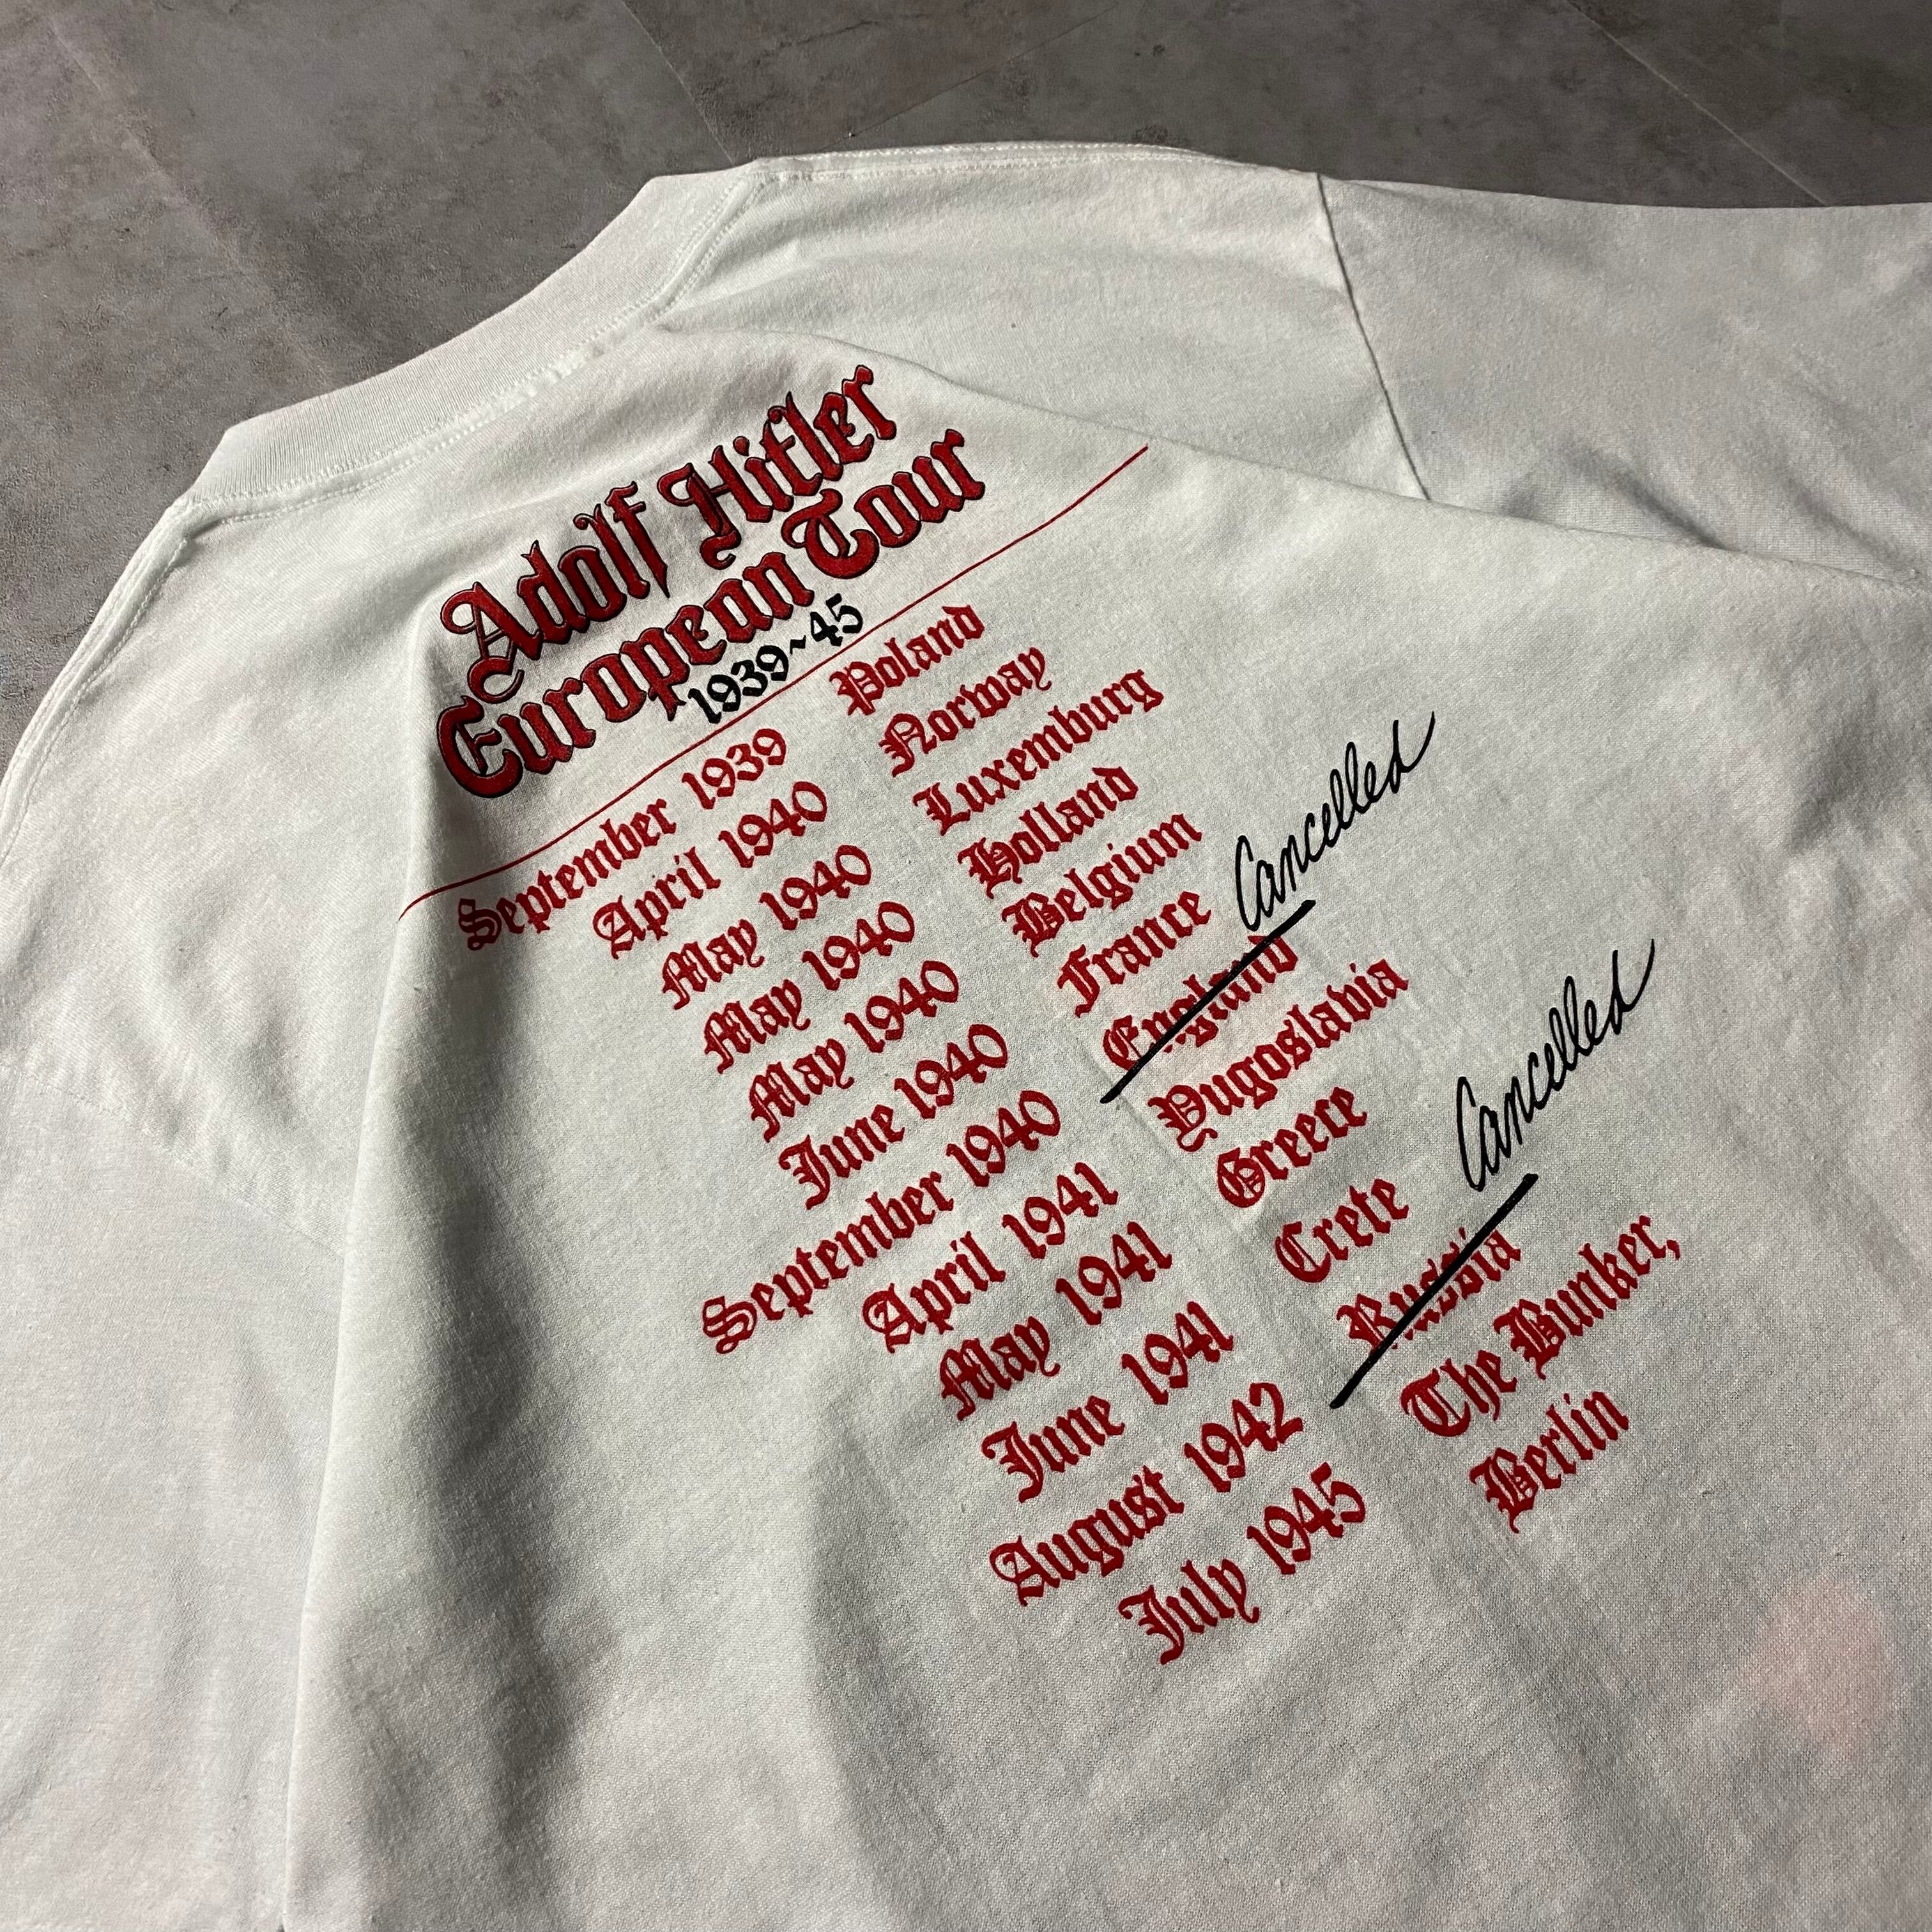 Adolf Hitler
European Tour
1939~45
September 1939 Poland
April 1940 Norway
May 1940 Luxemburg
May 1940 Holland
May 1940 Belgium
June 1940 France
September 1940 England Cancelled
April 1941 Yugoslavia
May 1941 Greece
June 1941 Crete
August 1942 Russia Cancelled
July 1945 The Bunker,
Berlin